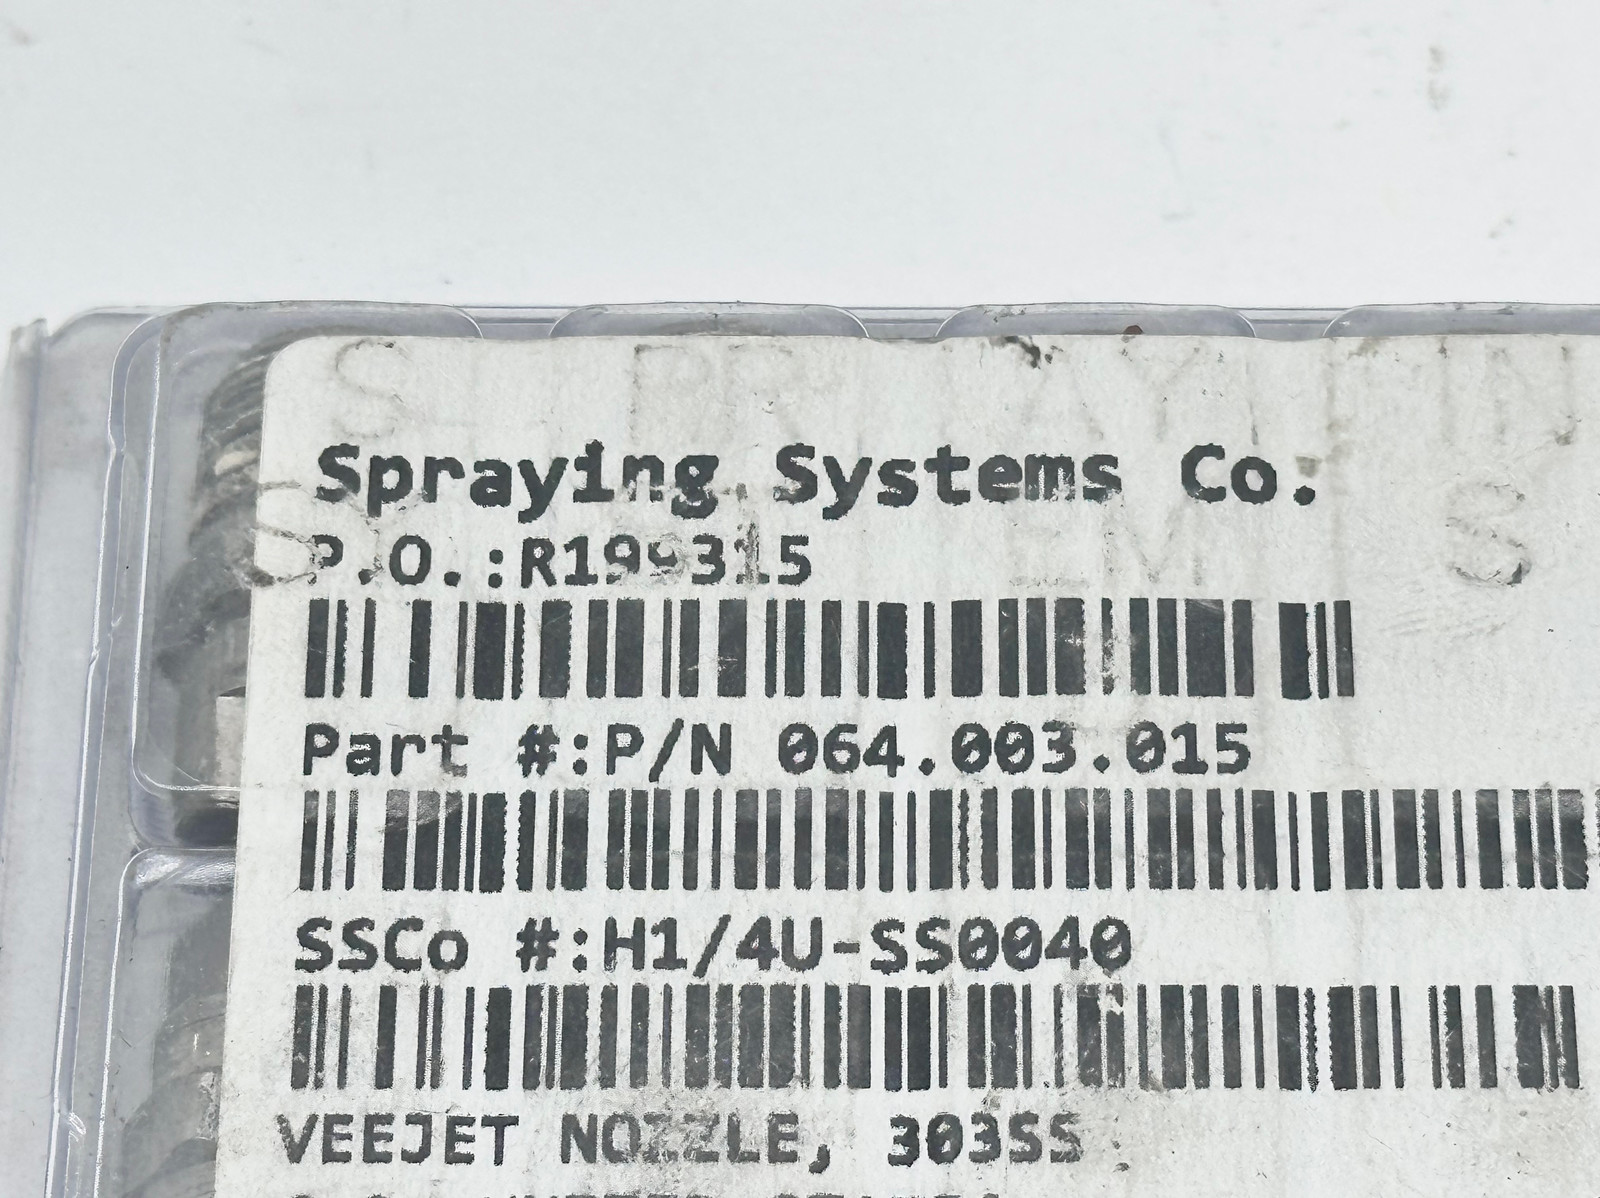 Spraying Systems Co.
P.O.:R199315
Part #:P/N 064.003.015
SSCo #:H1/4U-SS0040
VEEJET NOZZLE, 303SS